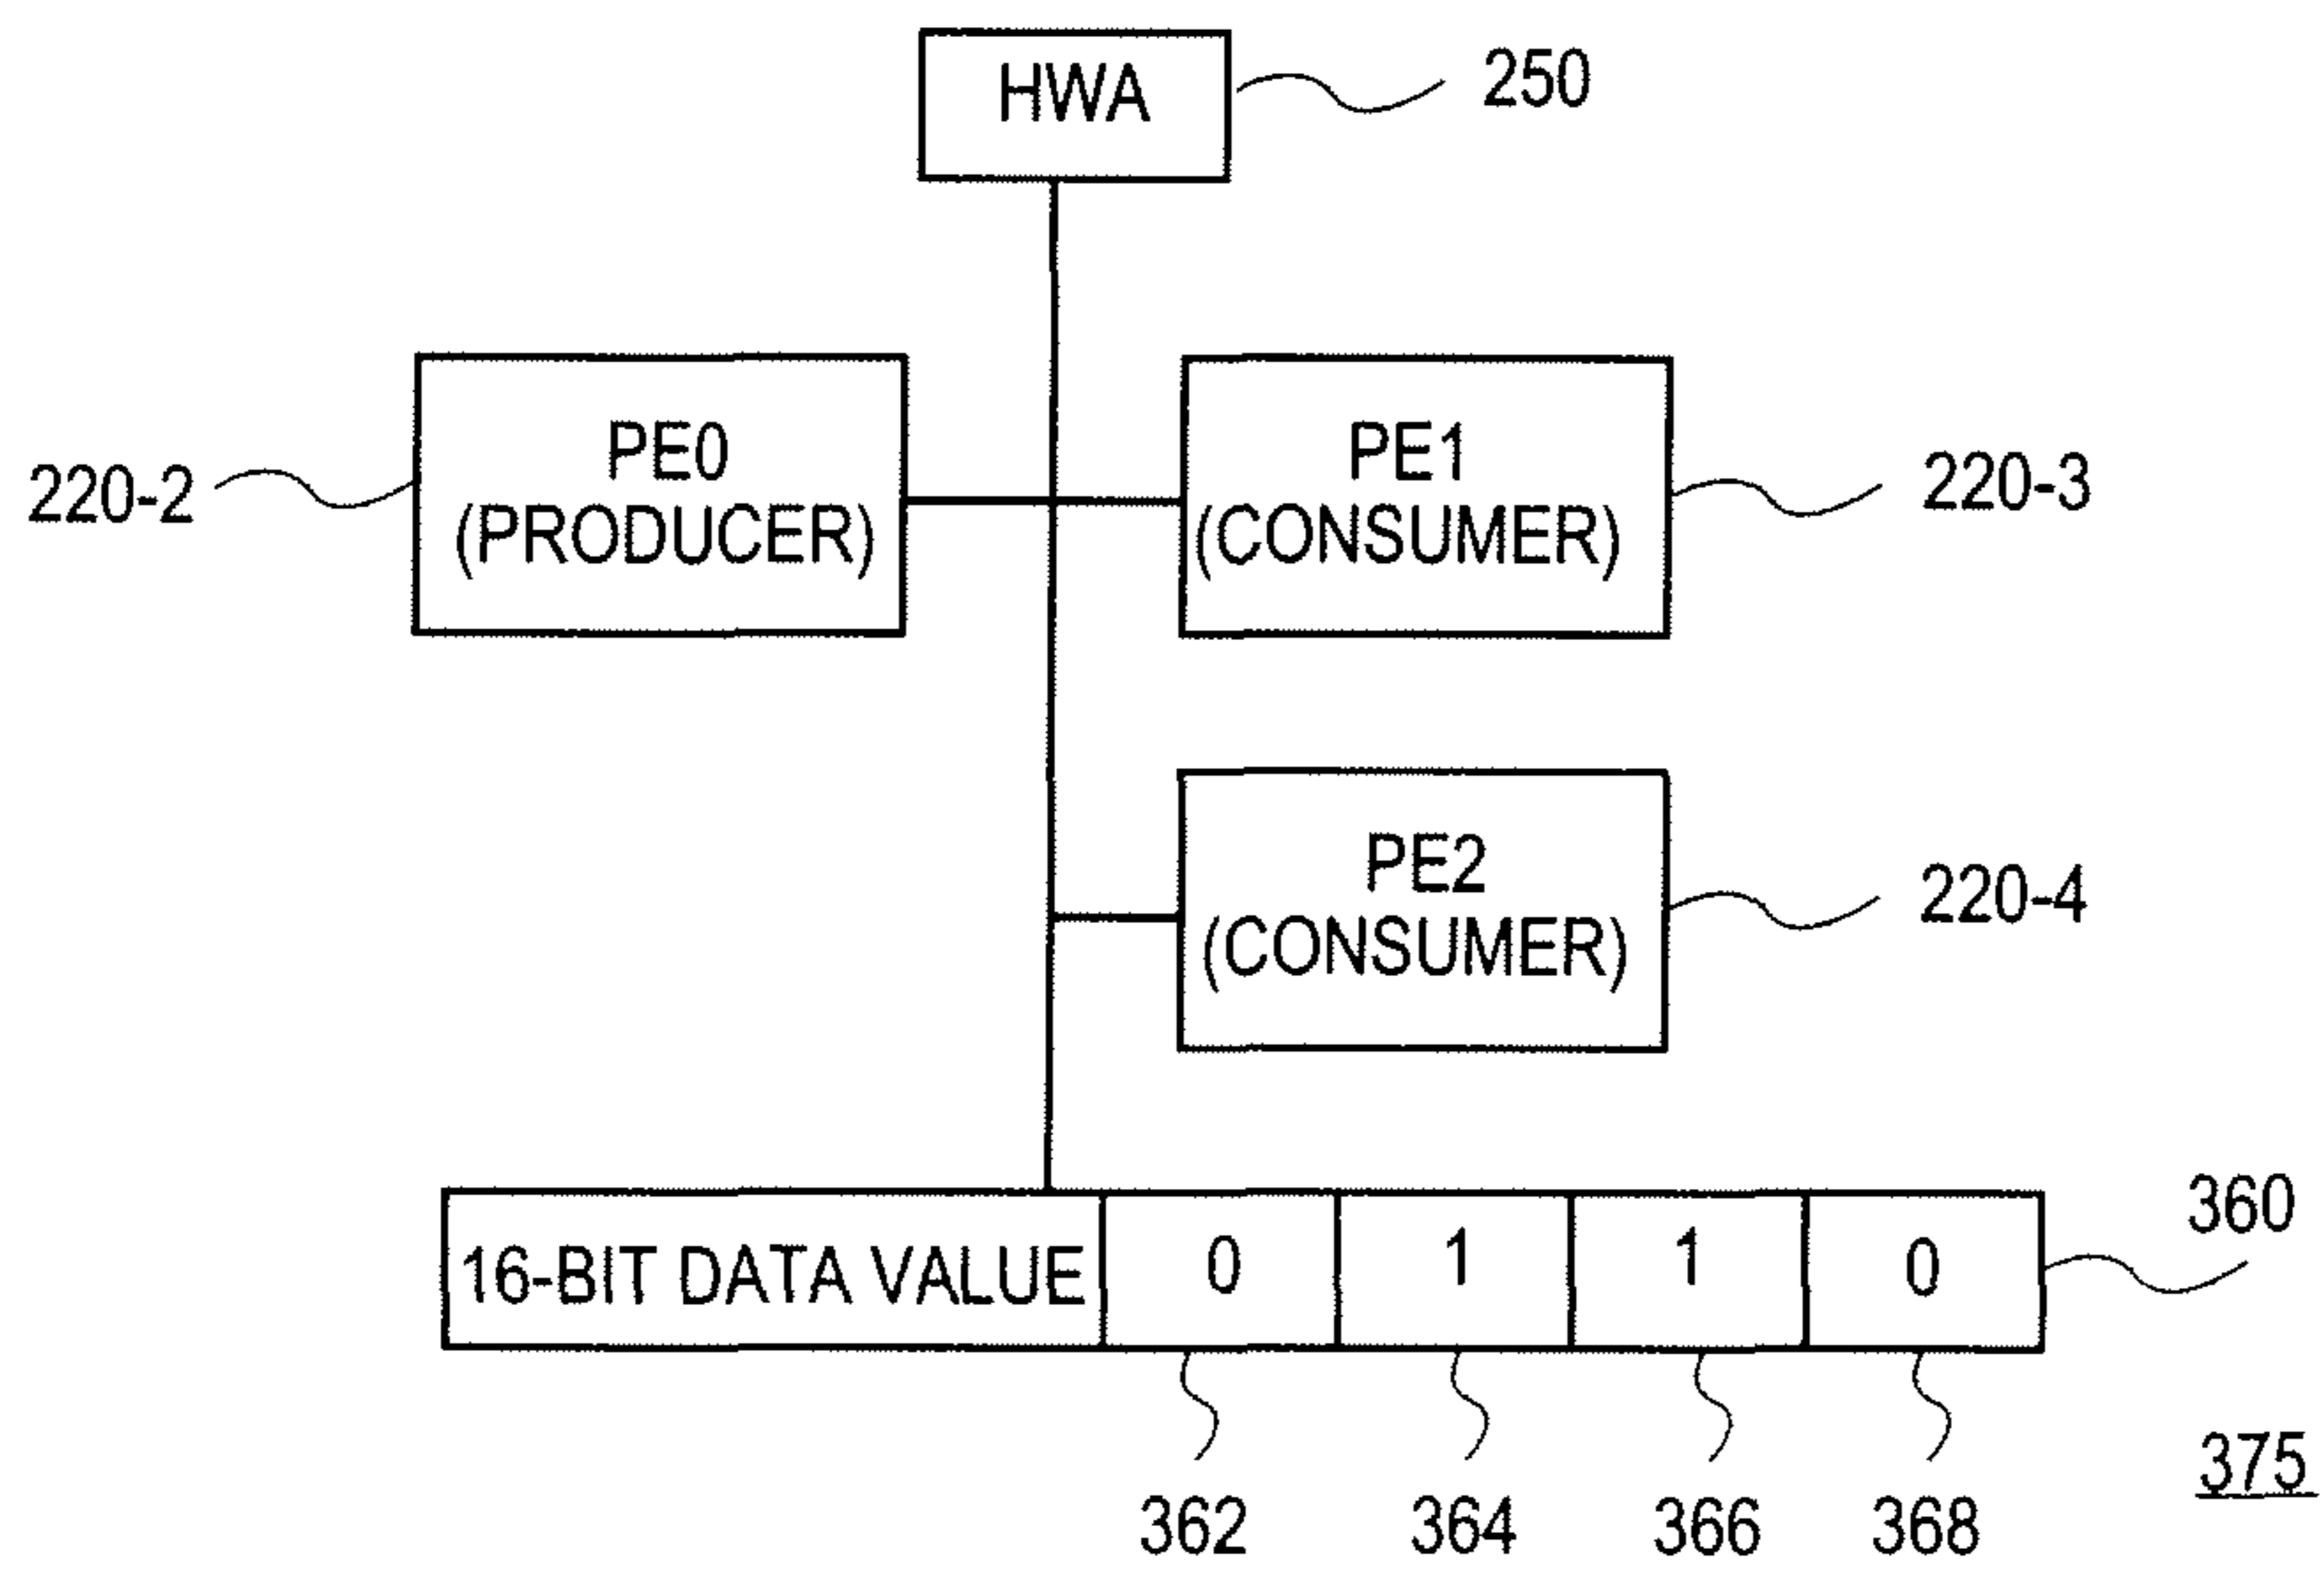 HWA
250
PE0
(PRODUCER)
220-2
PE1
(CONSUMER)
220-3
PE2
(CONSUMER)
220-4
16-BIT DATA VALUE 0 1 1 0
360
362 364 366 368
375